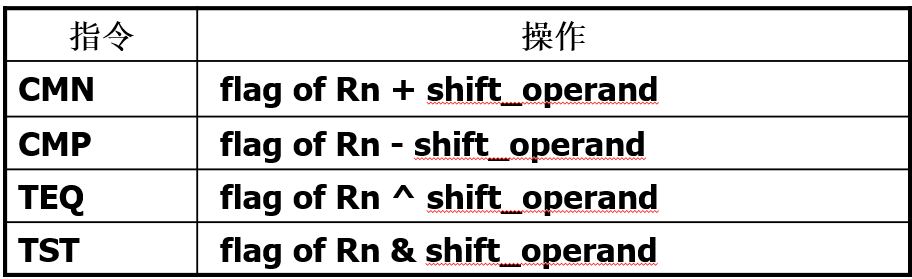 指令 操作
CMN flag of Rn + shift_operand
CMP flag of Rn - shift_operand
TEQ flag of Rn ^ shift_operand
TST flag of Rn & shift_operand